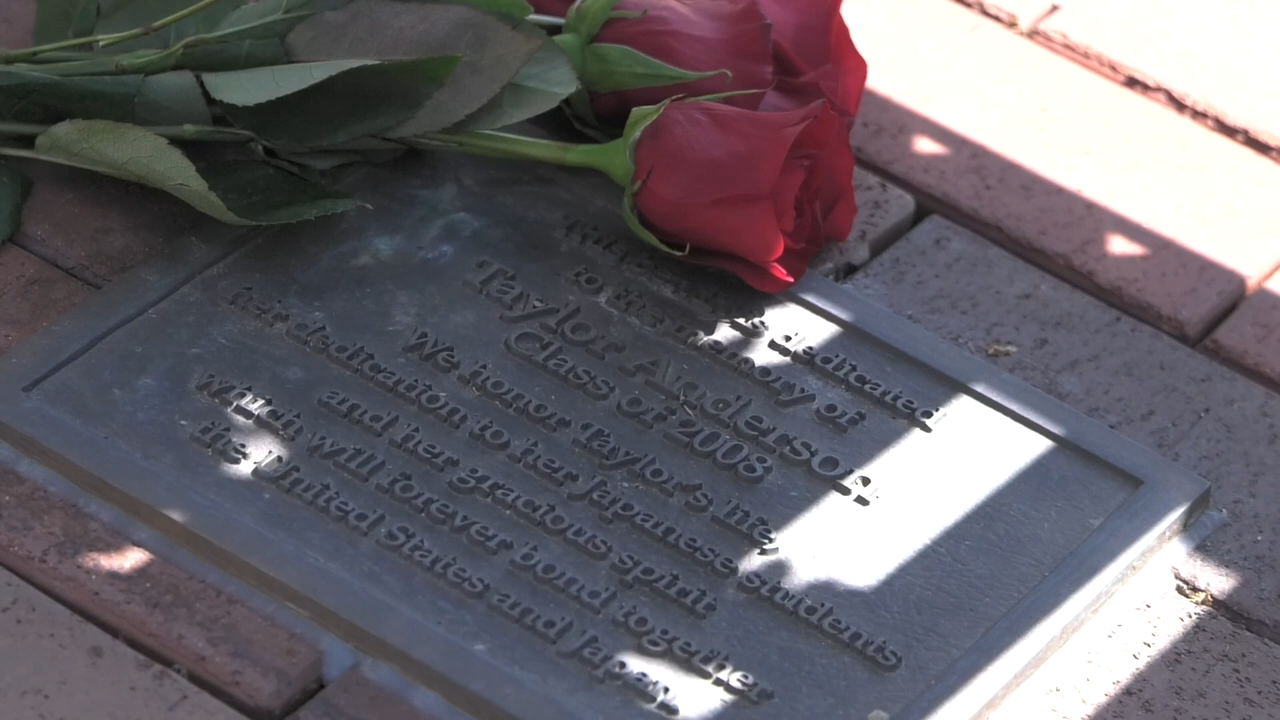 is dedicated
to the memory of
Taylor Anderson,
Class of 2008
We honor Taylor's life,
her dedication to her Japanese students
and her gracious spirit
which will forever bond together
the United States and Japan.